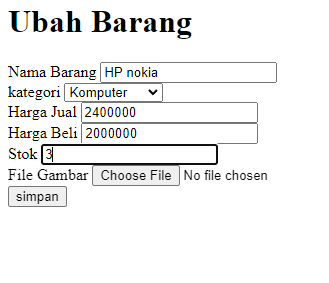 Ubah Barang
Nama Barang HP nokia
kategori Komputer
Harga Jual 2400000
Harga Beli 2000000
Stok 3
File Gambar Choose File No file chosen
simpan